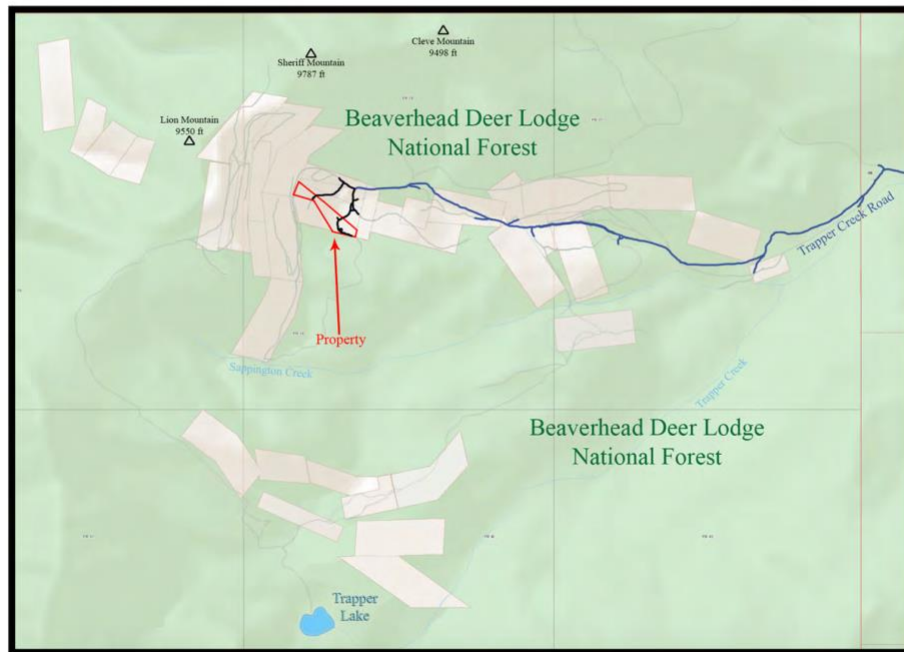 Cleve Mountain
9498 ft
Sheriff Mountain
9787 ft
Lion Mountain
9550 ft
Beaverhead Deer Lodge
National Forest
Trapper Creek Road
Property
Sappington Creek
Trapper Creek
Beaverhead Deer Lodge
National Forest
Trapper
Lake